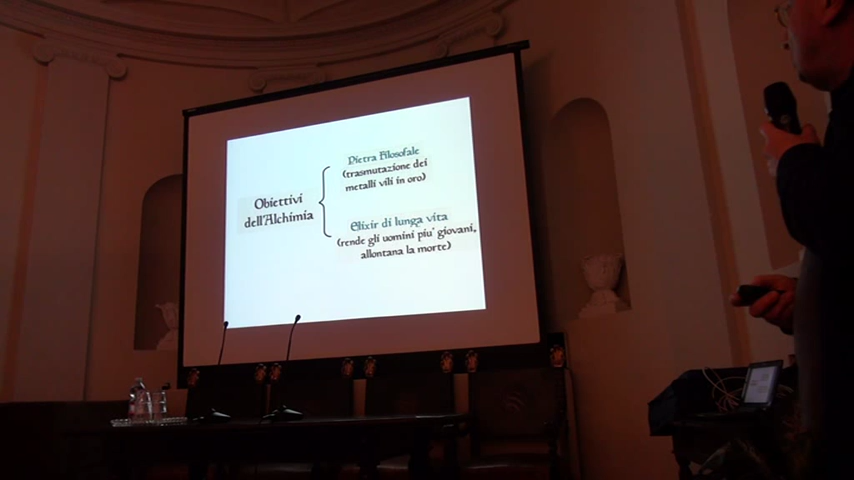 Obiettivi
dell'Alchimia
Pietra Filosofale
(trasmutazione dei
metalli vili in oro)
Elixir di lunga vita
(rende gli uomini piu' giovani,
allontana la morte)